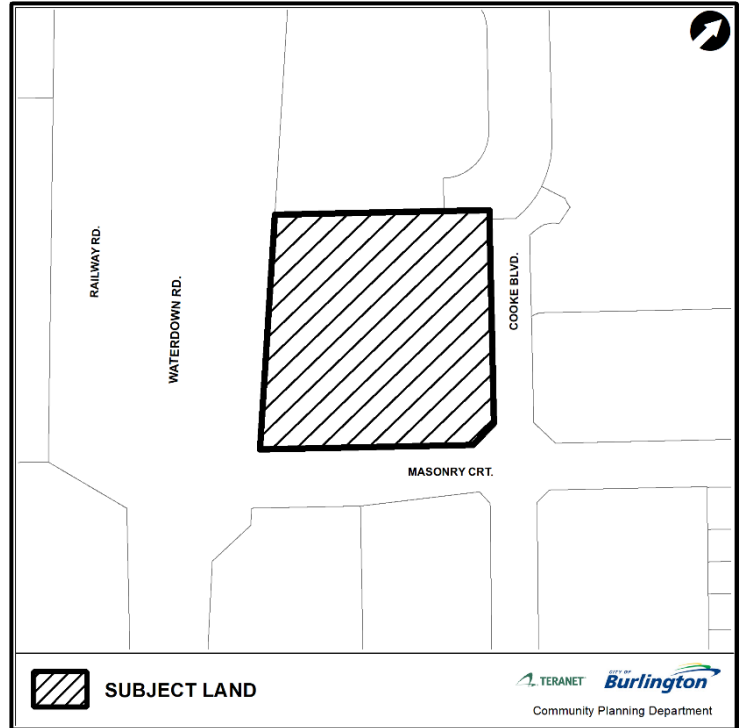 RAILWAY RD.
WATERDOWN RD.
COOKE BLVD.
MASONRY CRT.
SUBJECT LAND
TERANET
CITY OF
Burlington
Community Planning Department